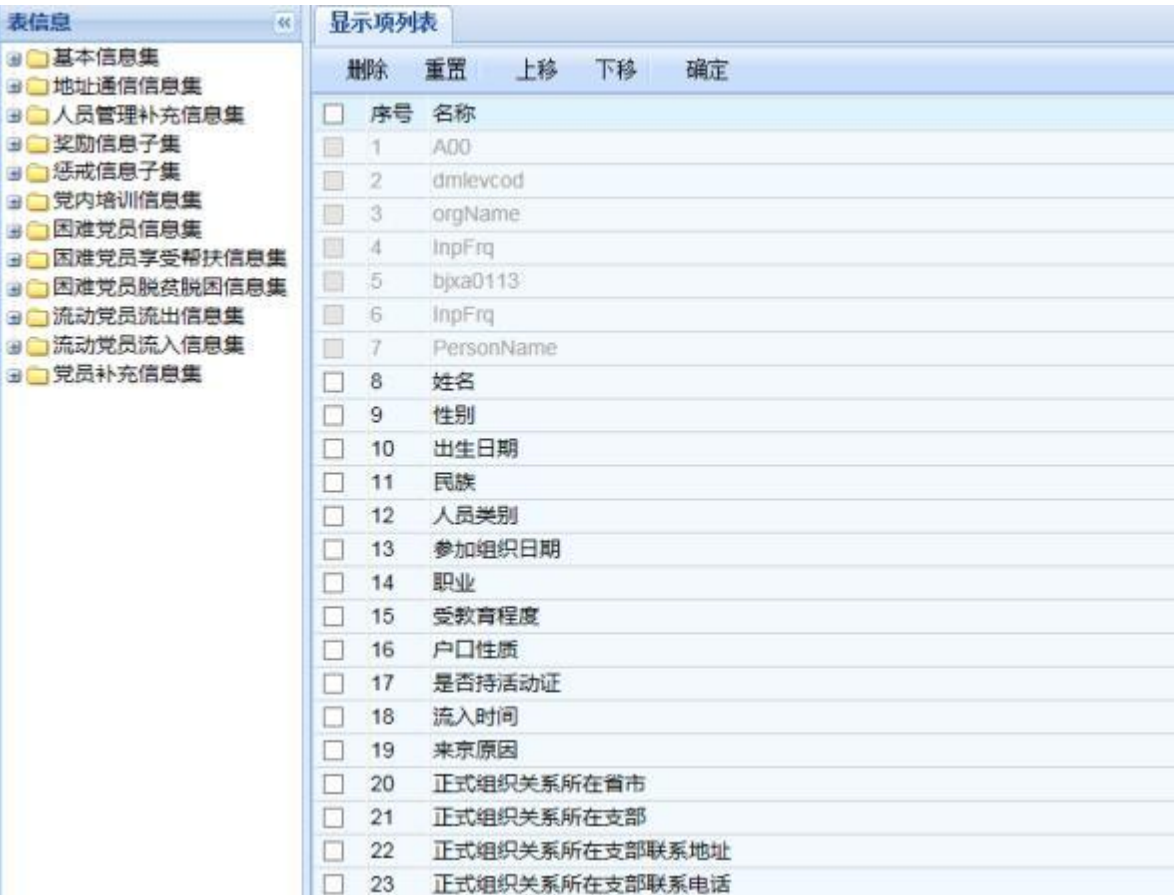 表信息
基本信息集
地址通信信息集
人员管理补充信息集
奖励信息子集
惩戒信息子集
党内培训信息集
困难党员信息集
困难党员享受帮扶信息集
困难党员脱贫脱困信息集
流动党员流出信息集
流动党员流入信息集
党员补充信息集
显示项列表
删除 重置 上移 下移 确定
序号 名称
1 A00
2 dmlevcod
3 orgName
4 InpFrq
5 bjxa0113
6 InpFrq
7 PersonName
8 姓名
9 性别
10 出生日期
11 民族
12 人员类别
13 参加组织日期
14 职业
15 受教育程度
16 户口性质
17 是否持活动证
18 流入时间
19 来京原因
20 正式组织关系所在省市
21 正式组织关系所在支部
22 正式组织关系所在支部联系地址
23 正式组织关系所在支部联系电话